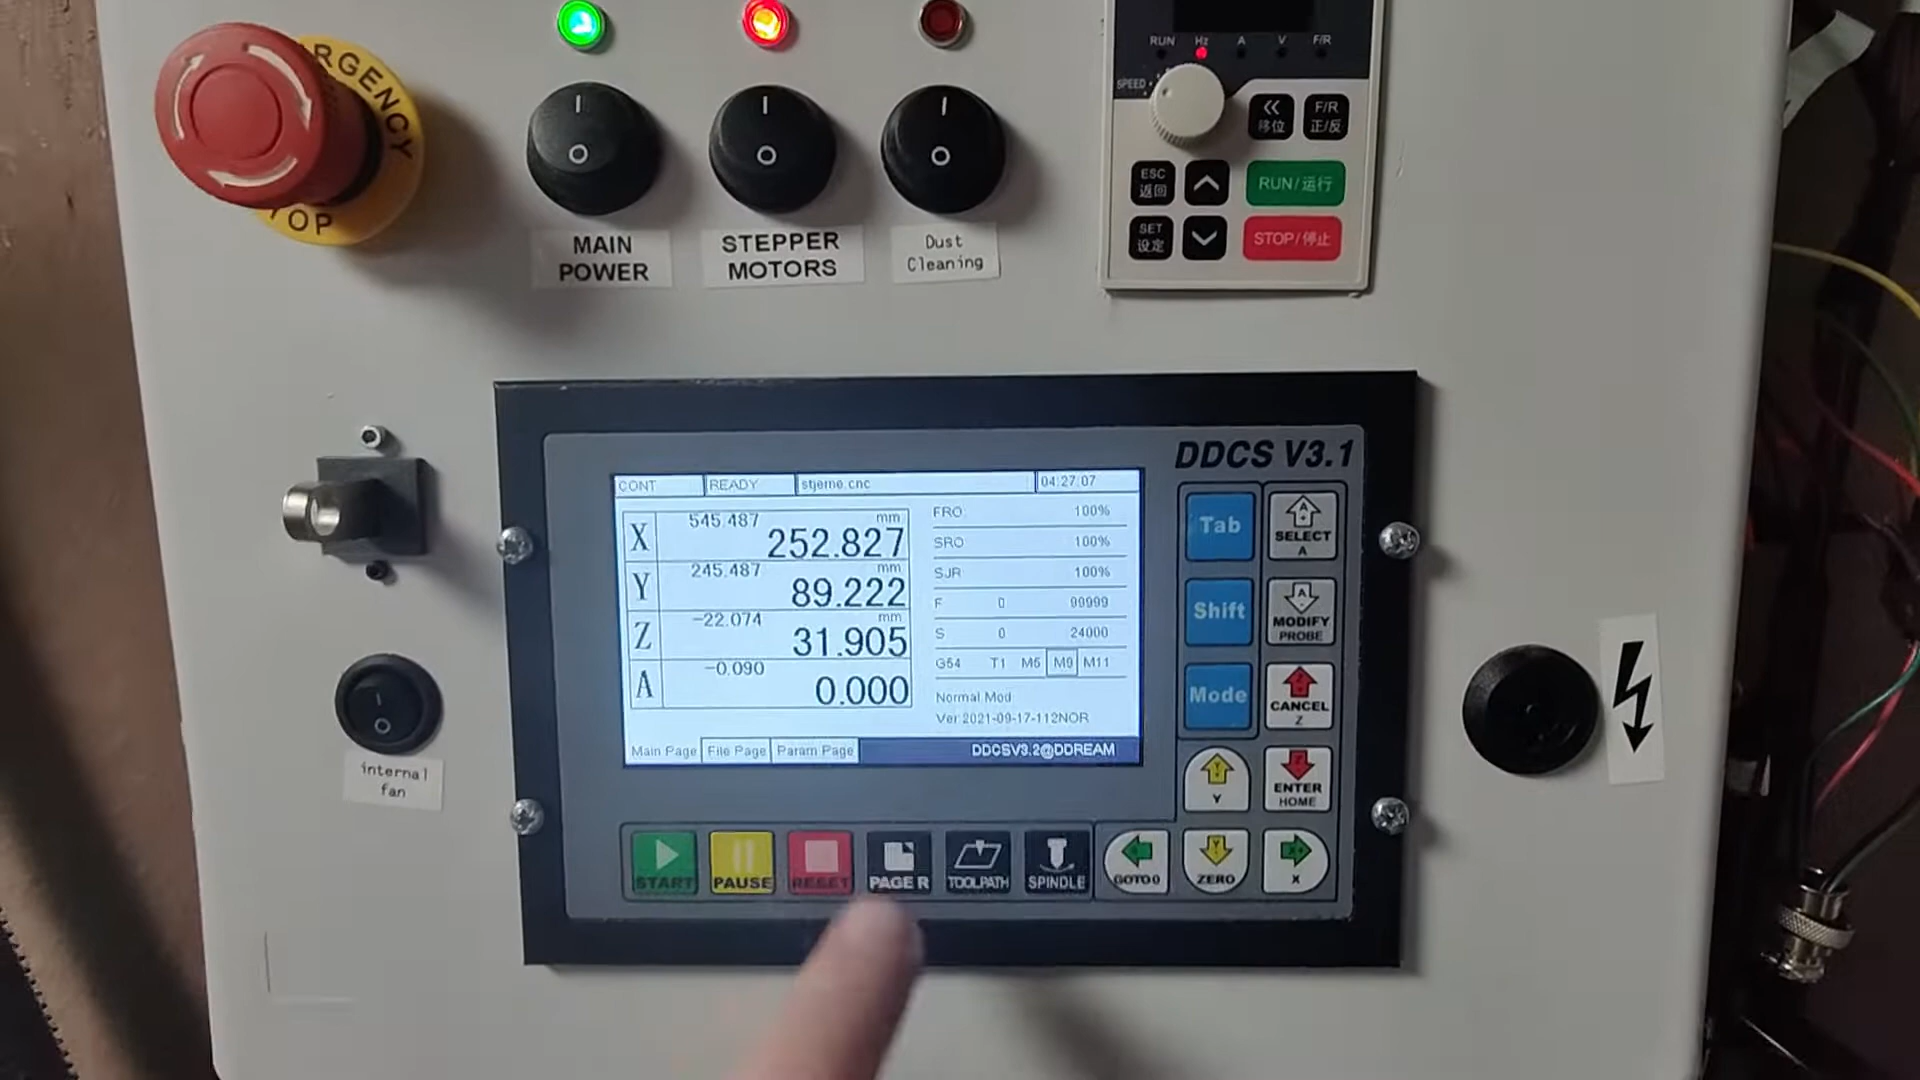 RGENCY
TOP
I
O
I
O
I
O
MAIN
POWER
STEPPER
MOTORS
Dust
Cleaning
RUN Hz A V F/R
SPEED
移位
F/R
正/反
ESC
返回
RUN/运行
SET
设定
STOP/停止
I
O
internal
fan
DDCS V3.1
CONT READY stjerne.cnc 04:27:07
X 545.487 mm
252.827
Y 245.487 mm
89.222
Z -22.074 mm
31.905
A -0.090
0.000
FRO 100%
SRO 100%
SJR 100%
F 0 99999
S 0 24000
G54 T1 M5 M9 M11
Normal Mod
Ver:2021-09-17-112NOR
Main Page File Page Param Page DDCSV3.2@DDREAM
Tab
SELECT
A
Shift
MODIFY
PROBE
Mode
CANCEL
Z
Y
ENTER
HOME
START PAUSE RESET PAGE R TOOLPATH SPINDLE GOTO0 ZERO X